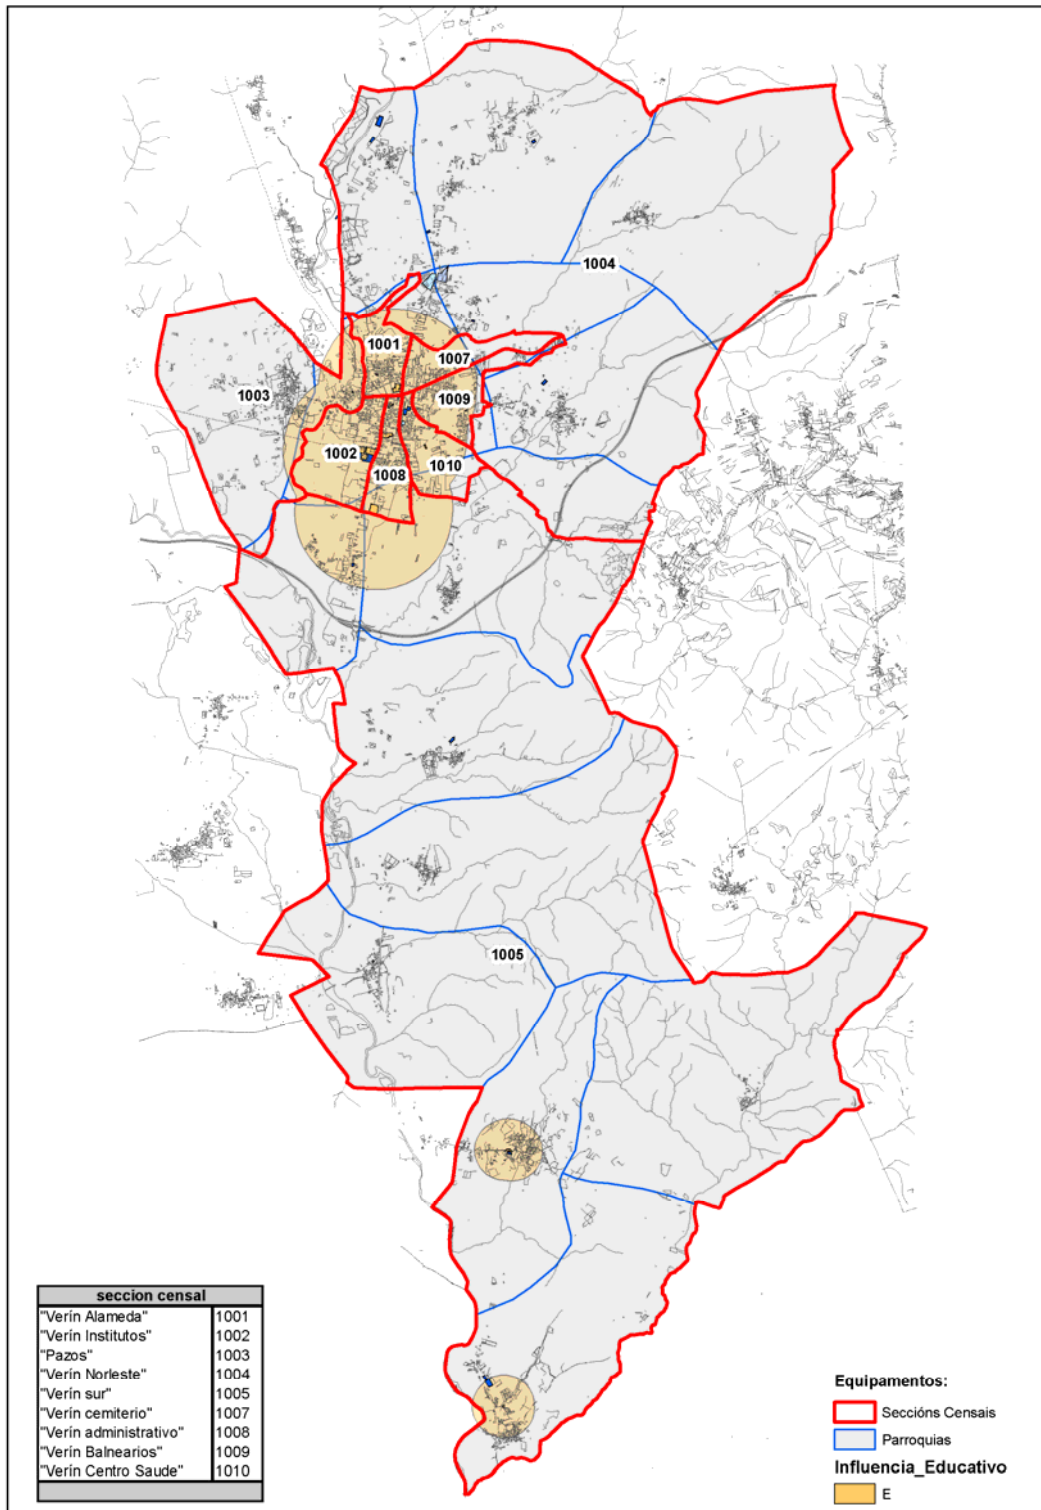 1004
1001
1007
1003
1009
1002
1010
1008
1005
seccion censal
"Verín Alameda" 1001
"Verín Institutos" 1002
"Pazos" 1003
"Verín Norleste" 1004
"Verín sur" 1005
"Verín cemiterio" 1007
"Verín administrativo" 1008
"Verín Balnearios" 1009
"Verín Centro Saude" 1010
Equipamentos:
Seccións Censais
Parroquias
Influencia_Educativo
E